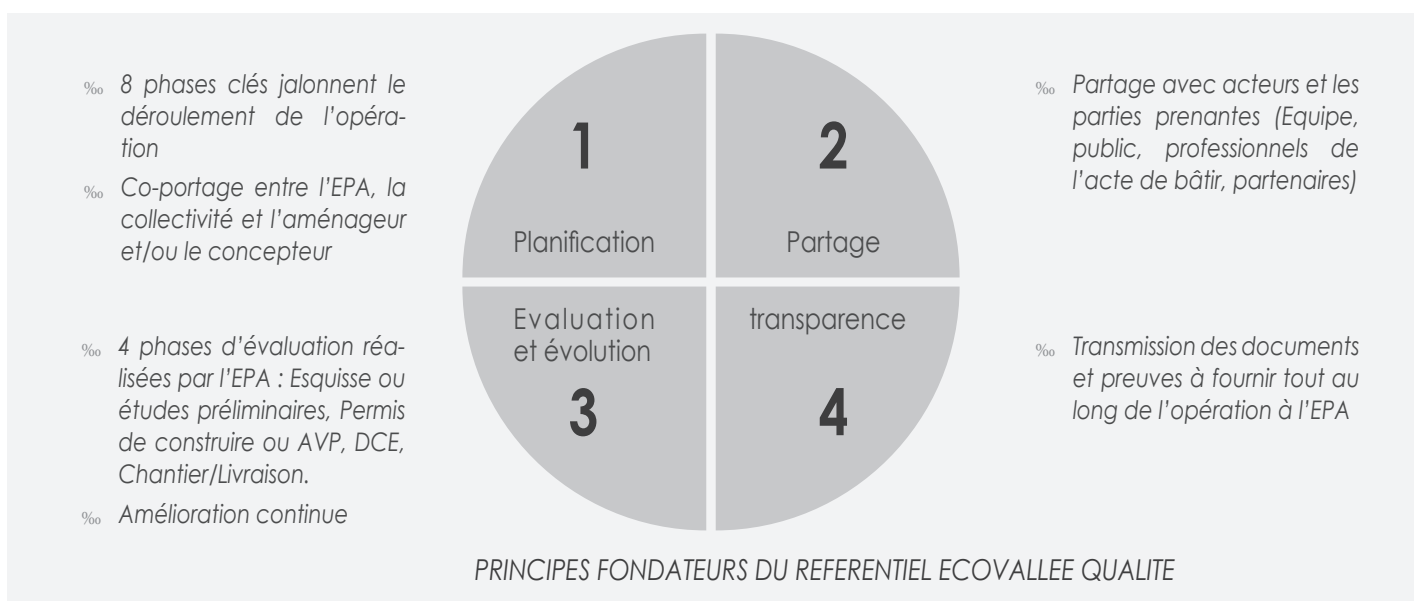 ‰ 8 phases clés jalonnent le
déroulement de l'opéra-
tion
‰ Co-portage entre l'EPA, la
collectivité et l'aménageur
et/ou le concepteur
1
Planification
2
Partage
‰ Partage avec acteurs et les
parties prenantes (Equipe,
public, professionnels de
l'acte de bâtir, partenaires)
‰ 4 phases d'évaluation réa-
lisées par l'EPA : Esquisse ou
études préliminaires, Permis
de construire ou AVP, DCE,
Chantier/Livraison.
‰ Amélioration continue
Evaluation
et évolution
3
transparence
4
‰ Transmission des documents
et preuves à fournir tout au
long de l'opération à l'EPA
PRINCIPES FONDATEURS DU REFERENTIEL ECOVALLEE QUALITE